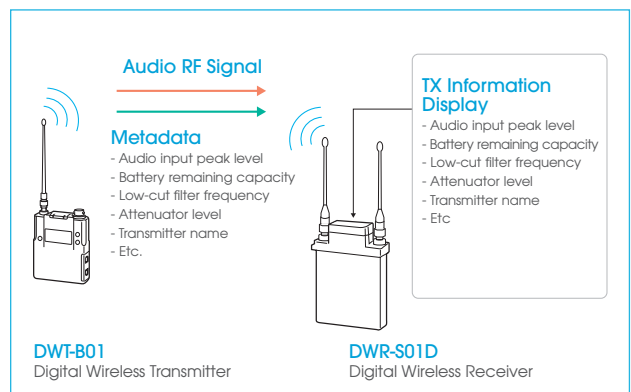 Audio RF Signal
Metadata
- Audio input peak level
- Battery remaining capacity
- Low-cut filter frequency
- Attenuator level
- Transmitter name
- Etc.
TX Information
Display
- Audio input peak level
- Battery remaining capacity
- Low-cut filter frequency
- Attenuator level
- Transmitter name
- Etc
DWT-B01
Digital Wireless Transmitter
DWR-S01D
Digital Wireless Receiver